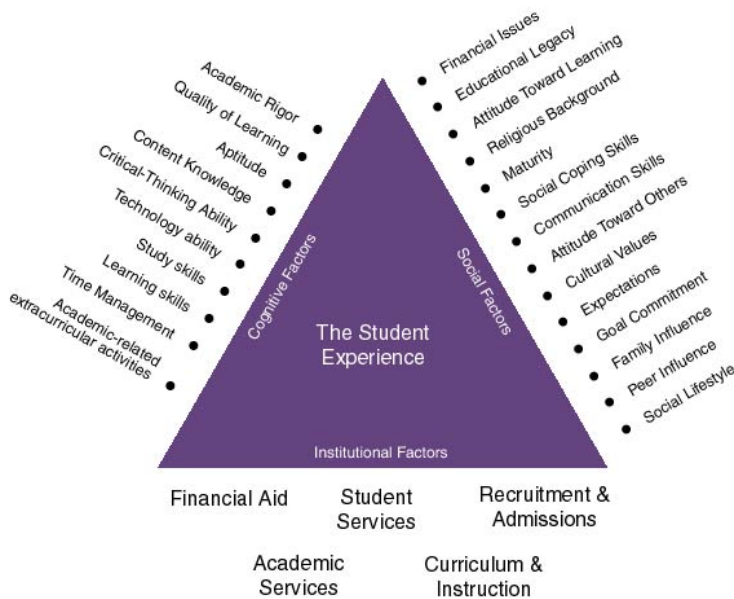 Academic Rigor
Quality of Learning
Aptitude
Content Knowledge
Critical-Thinking Ability
Technology ability
Study skills
Learning skills
Time Management
Academic-related
extracurricular activities
Cognitive Factors
Financial Issues
Educational Legacy
Attitude Toward Learning
Religious Background
Maturity
Social Coping Skills
Communication Skills
Attitude Toward Others
Cultural Values
Expectations
Goal Commitment
Family Influence
Peer Influence
Social Lifestyle
Social Factors
The Student
Experience
Institutional Factors
Financial Aid
Student
Services
Recruitment &
Admissions
Academic
Services
Curriculum &
Instruction